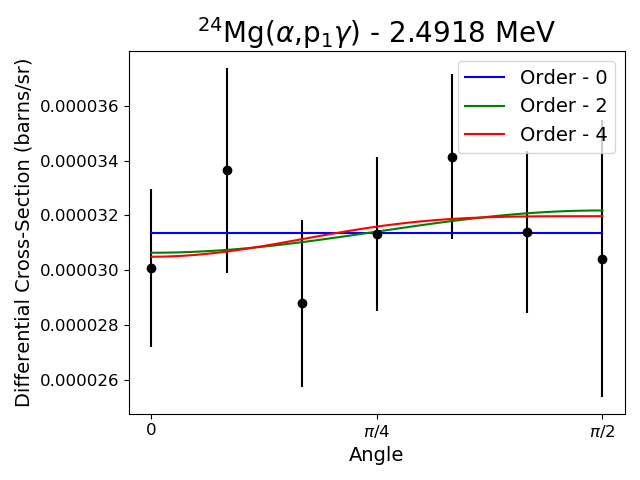 ²⁴Mg(α,p₁γ) - 2.4918 MeV
Differential Cross-Section (barns/sr)
0.000036
0.000034
0.000032
0.000030
0.000028
0.000026
Order - 0
Order - 2
Order - 4
0
π/4
π/2
Angle